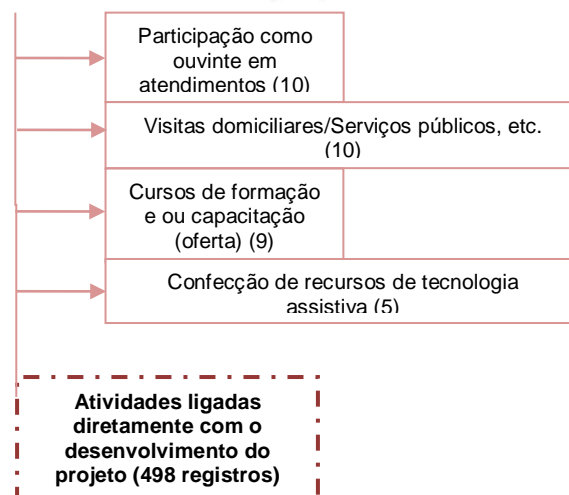 Participação como
ouvinte em
atendimentos (10)
Visitas domiciliares/Serviços públicos, etc.
(10)
Cursos de formação
e ou capacitação
(oferta) (9)
Confecção de recursos de tecnologia
assistiva (5)
Atividades ligadas
diretamente com o
desenvolvimento do
projeto (498 registros)